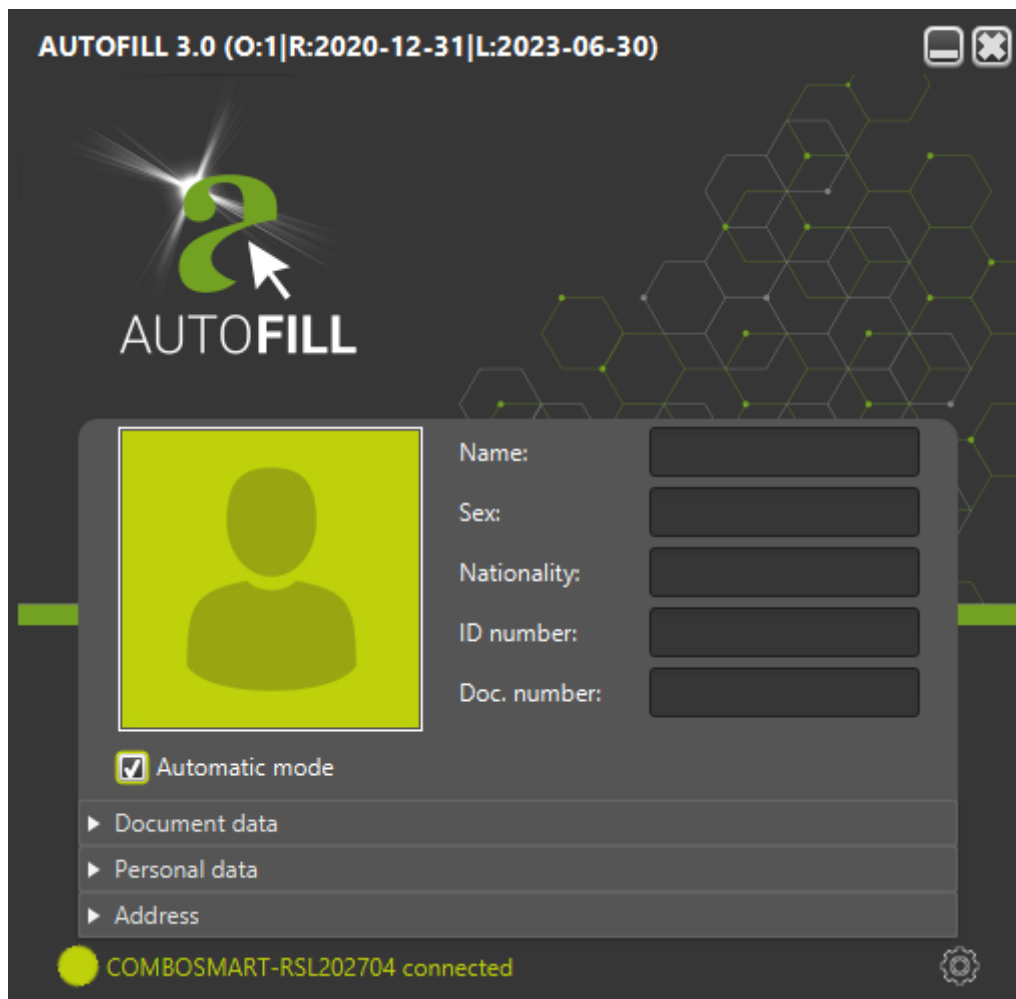 AUTOFILL 3.0 (O:1|R:2020-12-31|L:2023-06-30)
AUTOFILL
Name:
Sex:
Nationality:
ID number:
Doc. number:
Automatic mode
Document data
Personal data
Address
COMBOSMART-RSL202704 connected